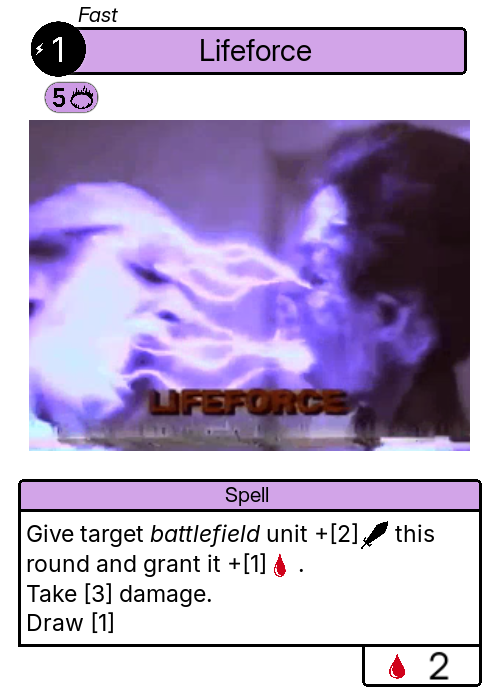 Fast
1
Lifeforce
5
LIFEFORCE
Spell
Give target battlefield unit +[2] this
round and grant it +[1] .
Take [3] damage.
Draw [1]
2